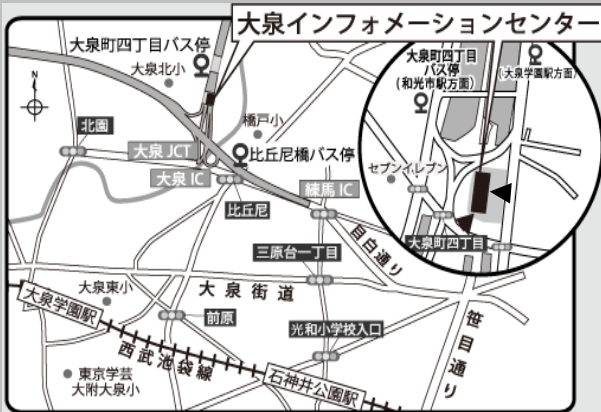 大泉インフォメーションセンター
大泉町四丁目バス停
大泉北小
N
北園
大泉 JCT
大泉 IC
橋戸小
比丘尼橋バス停
比丘尼
練馬 IC
目白通り
三原台一丁目
大泉街道
大泉東小
前原
大泉学園駅
西武池袋線
光和小学校入口
石神井公園駅
笹目通り
東京学芸
大附大泉小
大泉町四丁目
バス停
(和光市駅方面)
(大泉学園駅方面)
セブンイレブン
大泉町四丁目